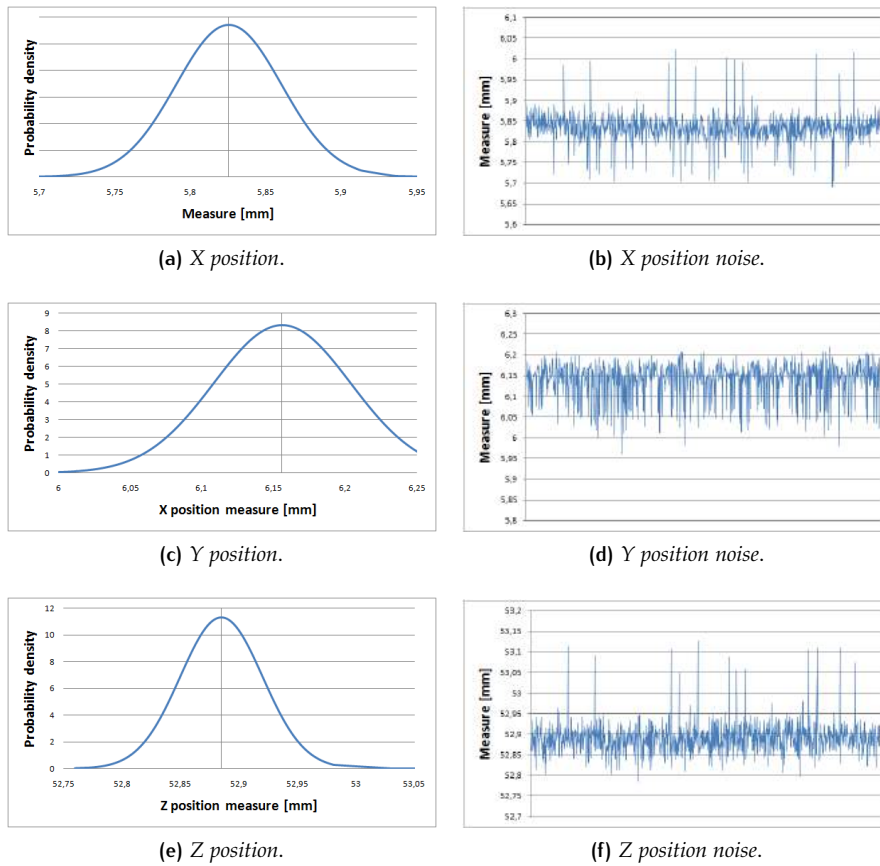 Probability density
5,7 5,75 5,8 5,85 5,9 5,95
Measure [mm]
(a) X position.
Measure [mm]
6,1
6,05
6
5,95
5,9
5,85
5,8
5,75
5,7
5,65
5,6
(b) X position noise.
Probability density
9
8
7
6
5
4
3
2
1
0
6 6,05 6,1 6,15 6,2 6,25
X position measure [mm]
(c) Y position.
Measure [mm]
6,3
6,25
6,2
6,15
6,1
6,05
6
5,95
5,9
5,85
5,8
(d) Y position noise.
Probability density
12
10
8
6
4
2
0
52,75 52,8 52,85 52,9 52,95 53 53,05
Z position measure [mm]
(e) Z position.
Measure [mm]
53,2
53,15
53,1
53,05
53
52,95
52,9
52,85
52,8
52,75
52,7
(f) Z position noise.